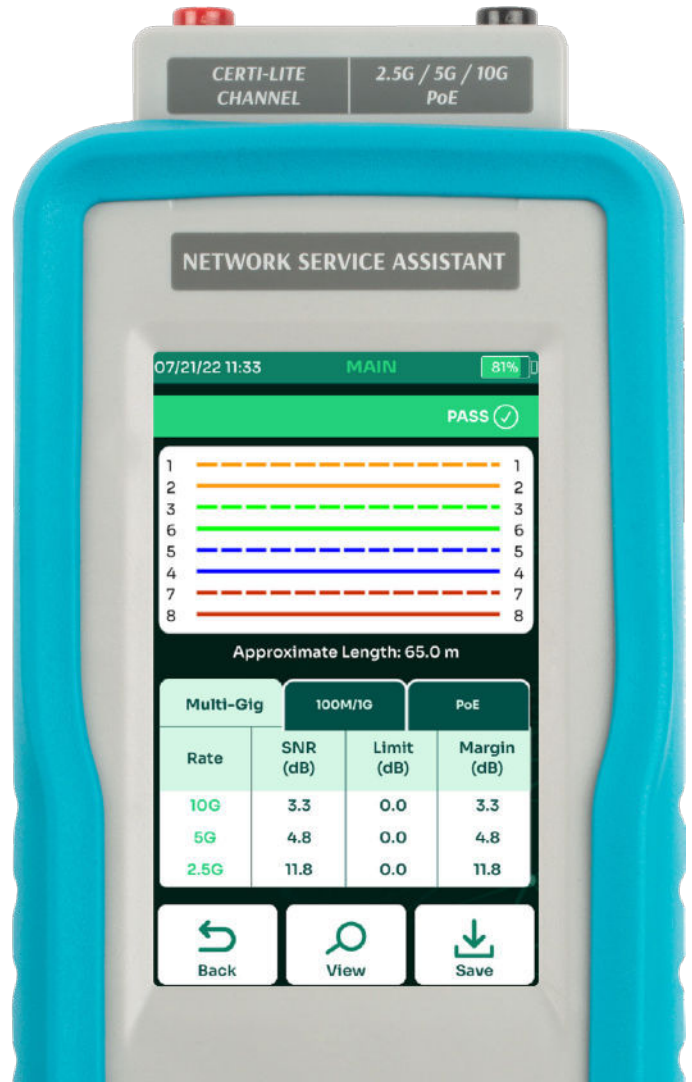 CERTI-LITE
CHANNEL
2.5G / 5G / 10G
PoE
NETWORK SERVICE ASSISTANT
07/21/22 11:33 MAIN 81%
PASS
1 1
2 2
3 3
6 6
5 5
4 4
7 7
8 8
Approximate Length: 65.0 m
Multi-Gig 100M/1G PoE
Rate SNR (dB) Limit (dB) Margin (dB)
10G 3.3 0.0 3.3
5G 4.8 0.0 4.8
2.5G 11.8 0.0 11.8
Back View Save